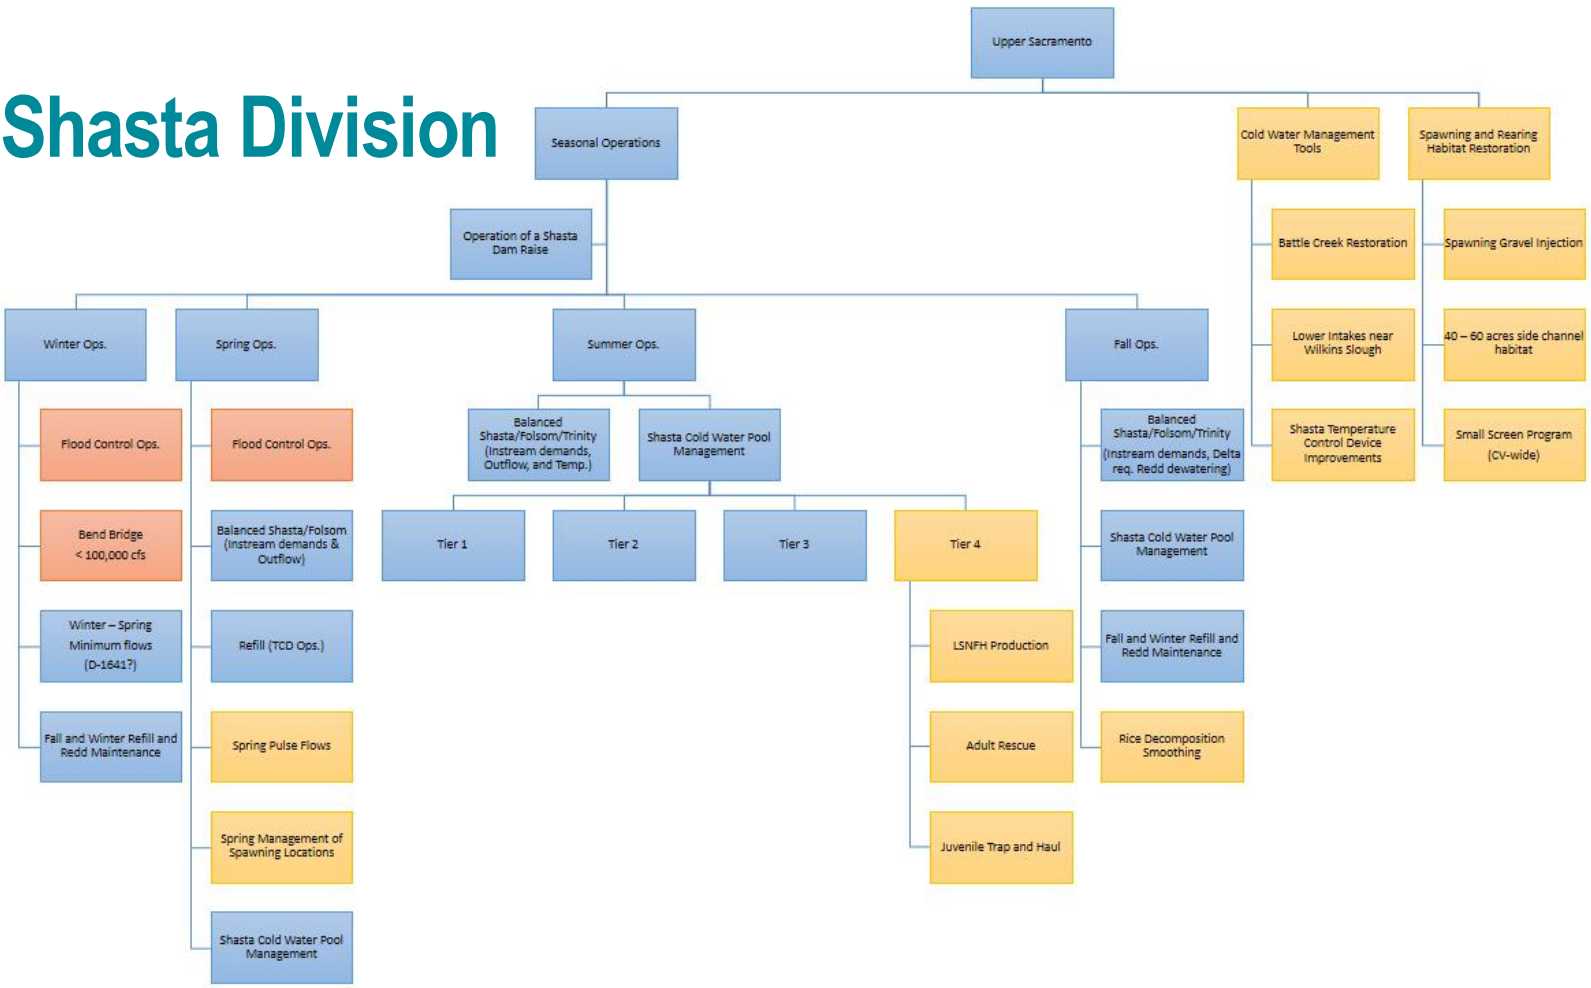 Shasta Division
Upper Sacramento
Seasonal Operations
Cold Water Management
Tools
Spawning and Rearing
Habitat Restoration
Operation of a Shasta
Dam Raise
Battle Creek Restoration
Spawning Gravel Injection
Lower Intakes near
Wilkins Slough
40 – 60 acres side channel
habitat
Shasta Temperature
Control Device
Improvements
Small Screen Program
(CV-wide)
Winter Ops.
Spring Ops.
Summer Ops.
Fall Ops.
Flood Control Ops.
Bend Bridge
< 100,000 cfs
Winter – Spring
Minimum flows
(D-1641?)
Fall and Winter Refill and
Redd Maintenance
Flood Control Ops.
Balanced Shasta/Folsom
(Instream demands &
Outflow)
Refill (TCD Ops.)
Spring Pulse Flows
Spring Management of
Spawning Locations
Shasta Cold Water Pool
Management
Balanced
Shasta/Folsom/Trinity
(Instream demands,
Outflow, and Temp.)
Shasta Cold Water Pool
Management
Tier 1
Tier 2
Tier 3
Tier 4
LSNFH Production
Adult Rescue
Juvenile Trap and Haul
Balanced
Shasta/Folsom/Trinity
(Instream demands, Delta
req. Redd dewatering)
Shasta Cold Water Pool
Management
Fall and Winter Refill and
Redd Maintenance
Rice Decomposition
Smoothing